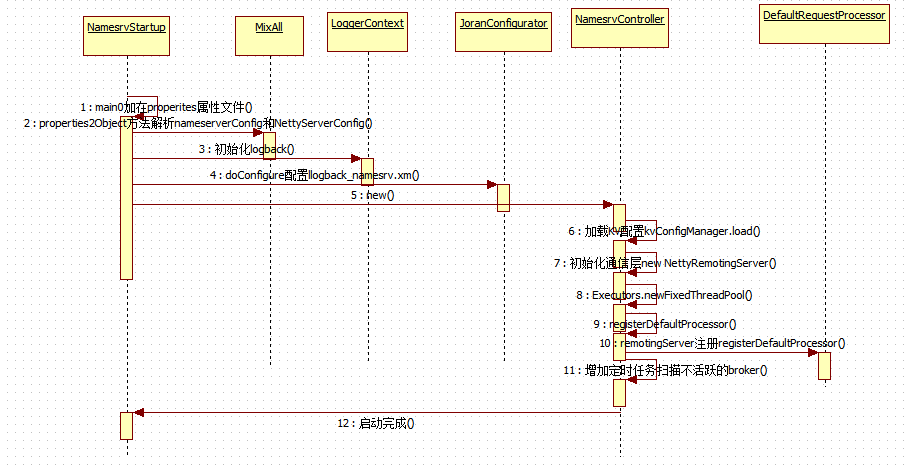 NamesrvStartup
MixAll
LoggerContext
JoranConfigurator
NamesrvController
DefaultRequestProcessor
1 : main0加在properites属性文件()
2 : properties2Object方法解析nameserverConfig和NettyServerConfig()
3 : 初始化logback()
4 : doConfigure配置llogback_namesrv.xm()
5 : new()
6 : 加载KV配置kvConfigManager.load()
7 : 初始化通信层new NettyRemotingServer()
8 : Executors.newFixedThreadPool()
9 : registerDefaultProcessor()
10 : remotingServer注册registerDefaultProcessor()
11 : 增加定时任务扫描不活跃的broker()
12 : 启动完成()